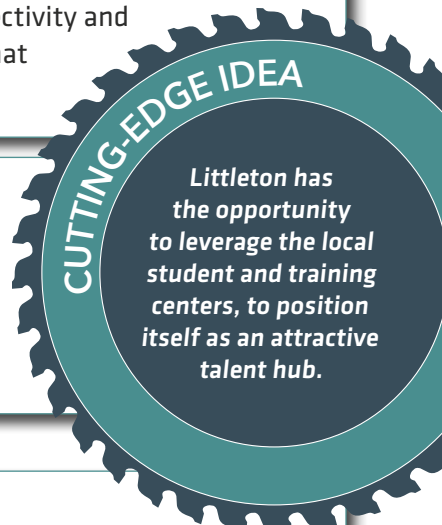 ctivity and
hat
CUTTING-EDGE IDEA
Littleton has
the opportunity
to leverage the local
student and training
centers, to position
itself as an attractive
talent hub.